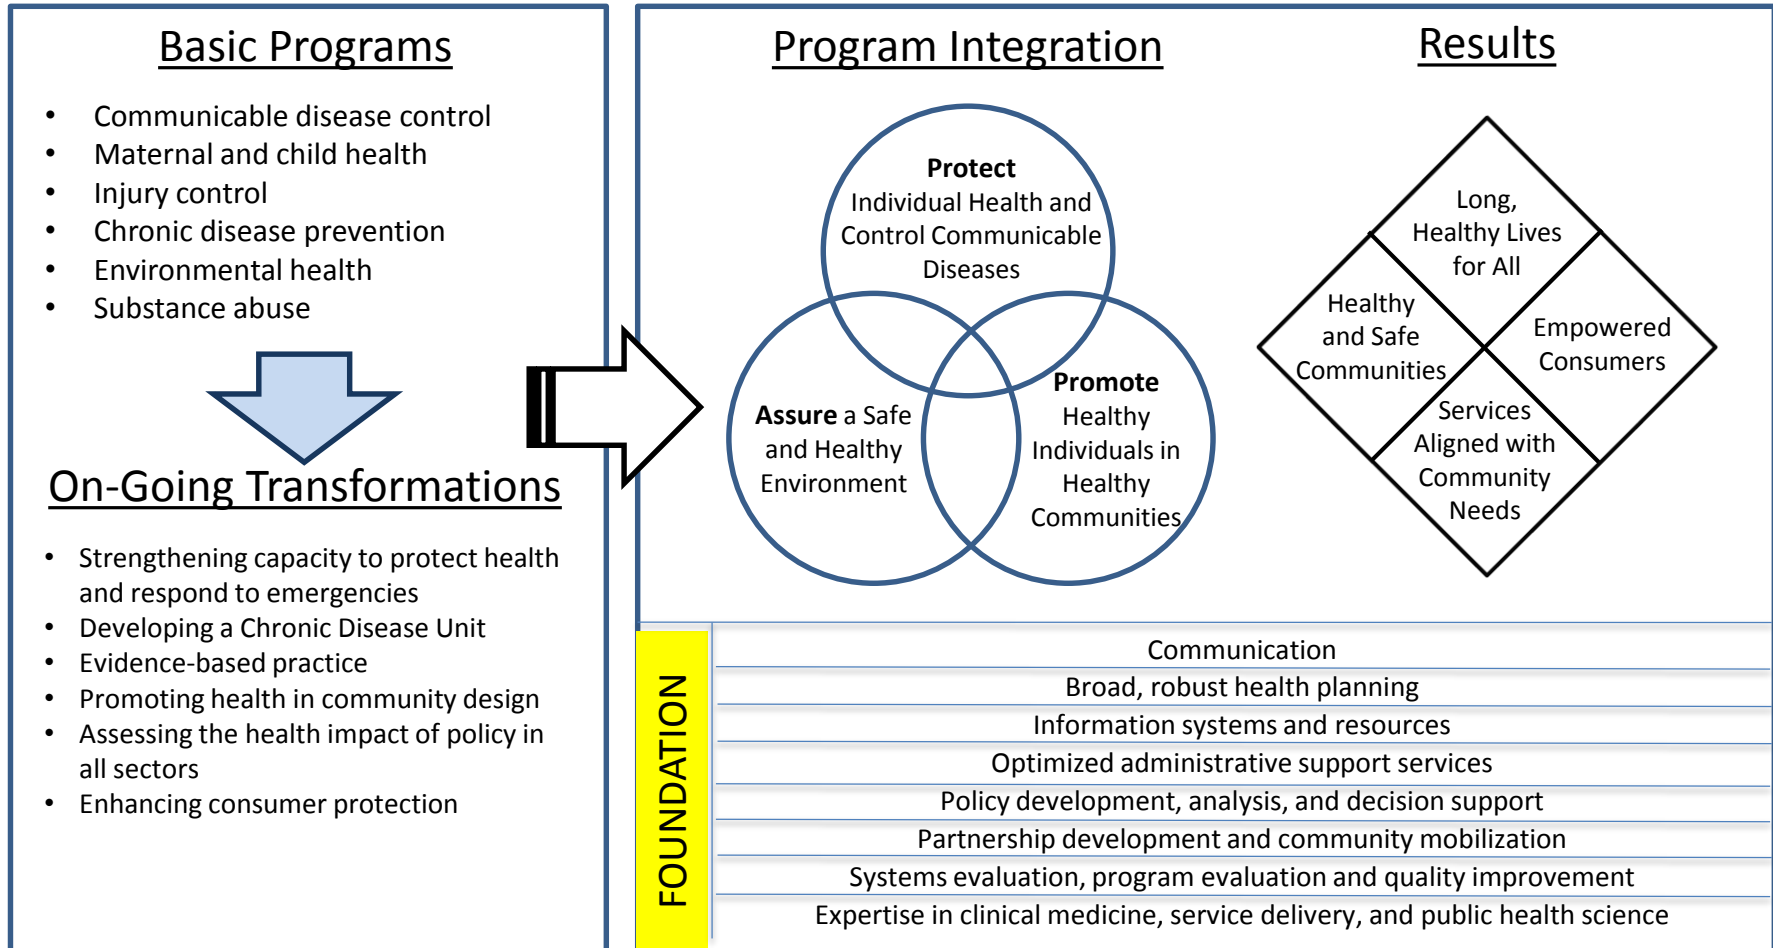 Basic Programs
• Communicable disease control
• Maternal and child health
• Injury control
• Chronic disease prevention
• Environmental health
• Substance abuse
On-Going Transformations
• Strengthening capacity to protect health
and respond to emergencies
• Developing a Chronic Disease Unit
• Evidence-based practice
• Promoting health in community design
• Assessing the health impact of policy in
all sectors
• Enhancing consumer protection
Program Integration
Protect
Individual Health and
Control Communicable
Diseases
Assure a Safe
and Healthy
Environment
Promote
Healthy
Individuals in
Healthy
Communities
Results
Long,
Healthy Lives
for All
Healthy
and Safe
Communities
Empowered
Consumers
Services
Aligned with
Community
Needs
FOUNDATION
Communication
Broad, robust health planning
Information systems and resources
Optimized administrative support services
Policy development, analysis, and decision support
Partnership development and community mobilization
Systems evaluation, program evaluation and quality improvement
Expertise in clinical medicine, service delivery, and public health science